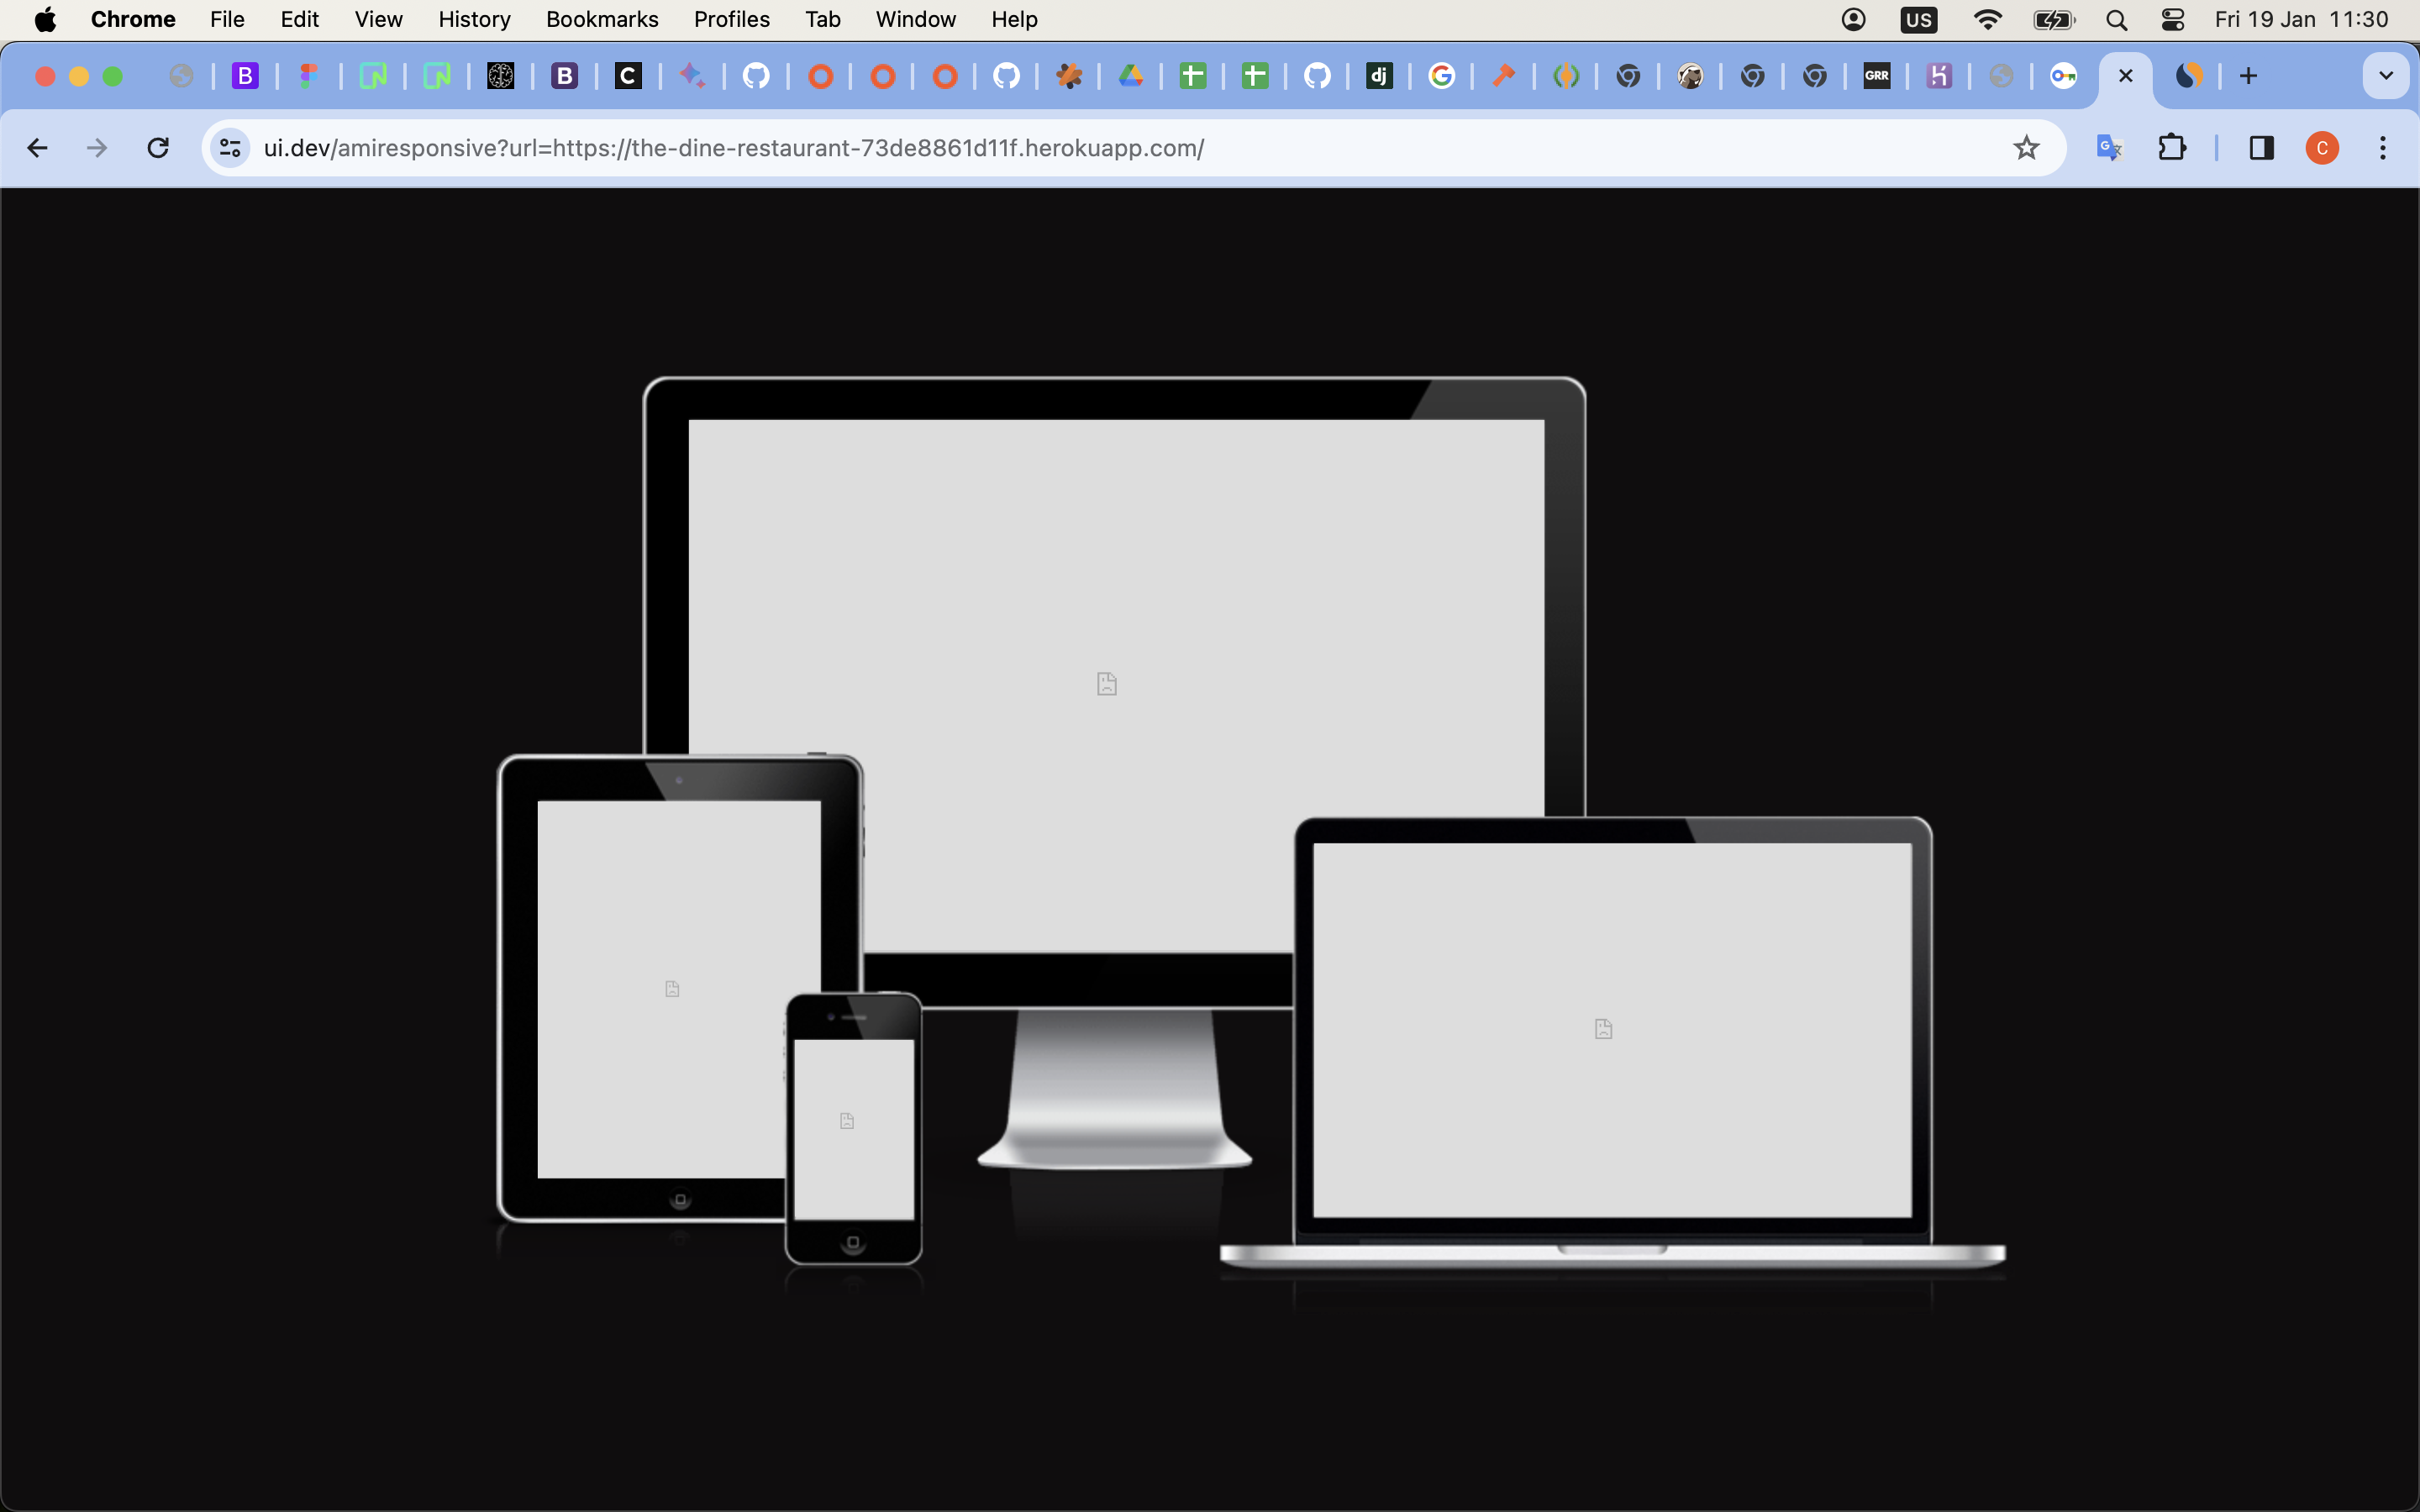 Chrome File Edit View History Bookmarks Profiles Tab Window Help US Fri 19 Jan 11:30
B B C dj G GRR
ui.dev/amiresponsive?url=https://the-dine-restaurant-73de8861d11f.herokuapp.com/ G C